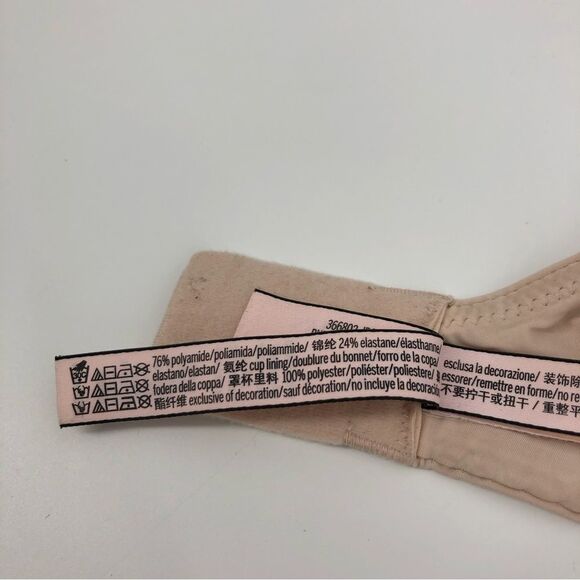 366802
76% polyamide/poliamida/poliammide/ 锦纶 24% elastane/élasthanne/
elastano/elastan/ 氨纶 cup lining/doublure du bonnet/forro de la copa/
fodera della coppa/ 罩杯里料 100% polyester/poliéster/poliestere/
酯纤维 exclusive of decoration/sauf décoration/no incluye la decoración
esclusa la decorazione/ 装饰除
essorer/remettre en forme/no re
不要拧干或扭干 / 重整平
30C